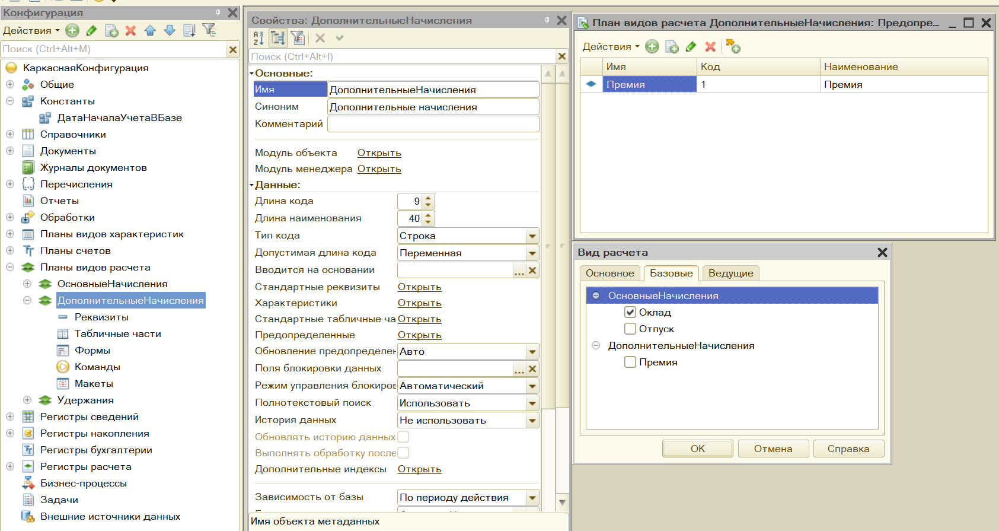 Конфигурация
Действия
Поиск (Ctrl+Alt+M)
КаркаснаяКонфигурация
Общие
Константы
ДатаНачалаУчетаВБазе
Справочники
Документы
Журналы документов
Перечисления
Отчеты
Обработки
Планы видов характеристик
Планы счетов
Планы видов расчета
ОсновныеНачисления
ДополнительныеНачисления
Реквизиты
Табличные части
Формы
Команды
Макеты
Удержания
Регистры сведений
Регистры накопления
Регистры бухгалтерии
Регистры расчета
Бизнес-процессы
Задачи
Внешние источники данных
Свойства: ДополнительныеНачисления
Поиск (Ctrl+Alt+I)
Основные:
Имя ДополнительныеНачисления
Синоним Дополнительные начисления
Комментарий
Модуль объекта Открыть
Модуль менеджера Открыть
Данные:
Длина кода 9
Длина наименования 40
Тип кода Строка
Допустимая длина кода Переменная
Вводится на основании ...
Стандартные реквизиты Открыть
Характеристики Открыть
Стандартные табличные ча Открыть
Предопределенные Открыть
Обновление предопределен Авто
Поля блокировки данных ...
Режим управления блокиров Автоматический
Полнотекстовый поиск Использовать
История данных Не использовать
Обновлять историю данных
Выполнять обработку после
Дополнительные индексы Открыть
Зависимость от базы По периоду действия
Имя объекта метаданных
План видов расчета ДополнительныеНачисления: Предопре...
Действия
Имя Код Наименование
Премия 1 Премия
Вид расчета
Основное Базовые Ведущие
ОсновныеНачисления
Оклад
Отпуск
ДополнительныеНачисления
Премия
ОК Отмена Справка